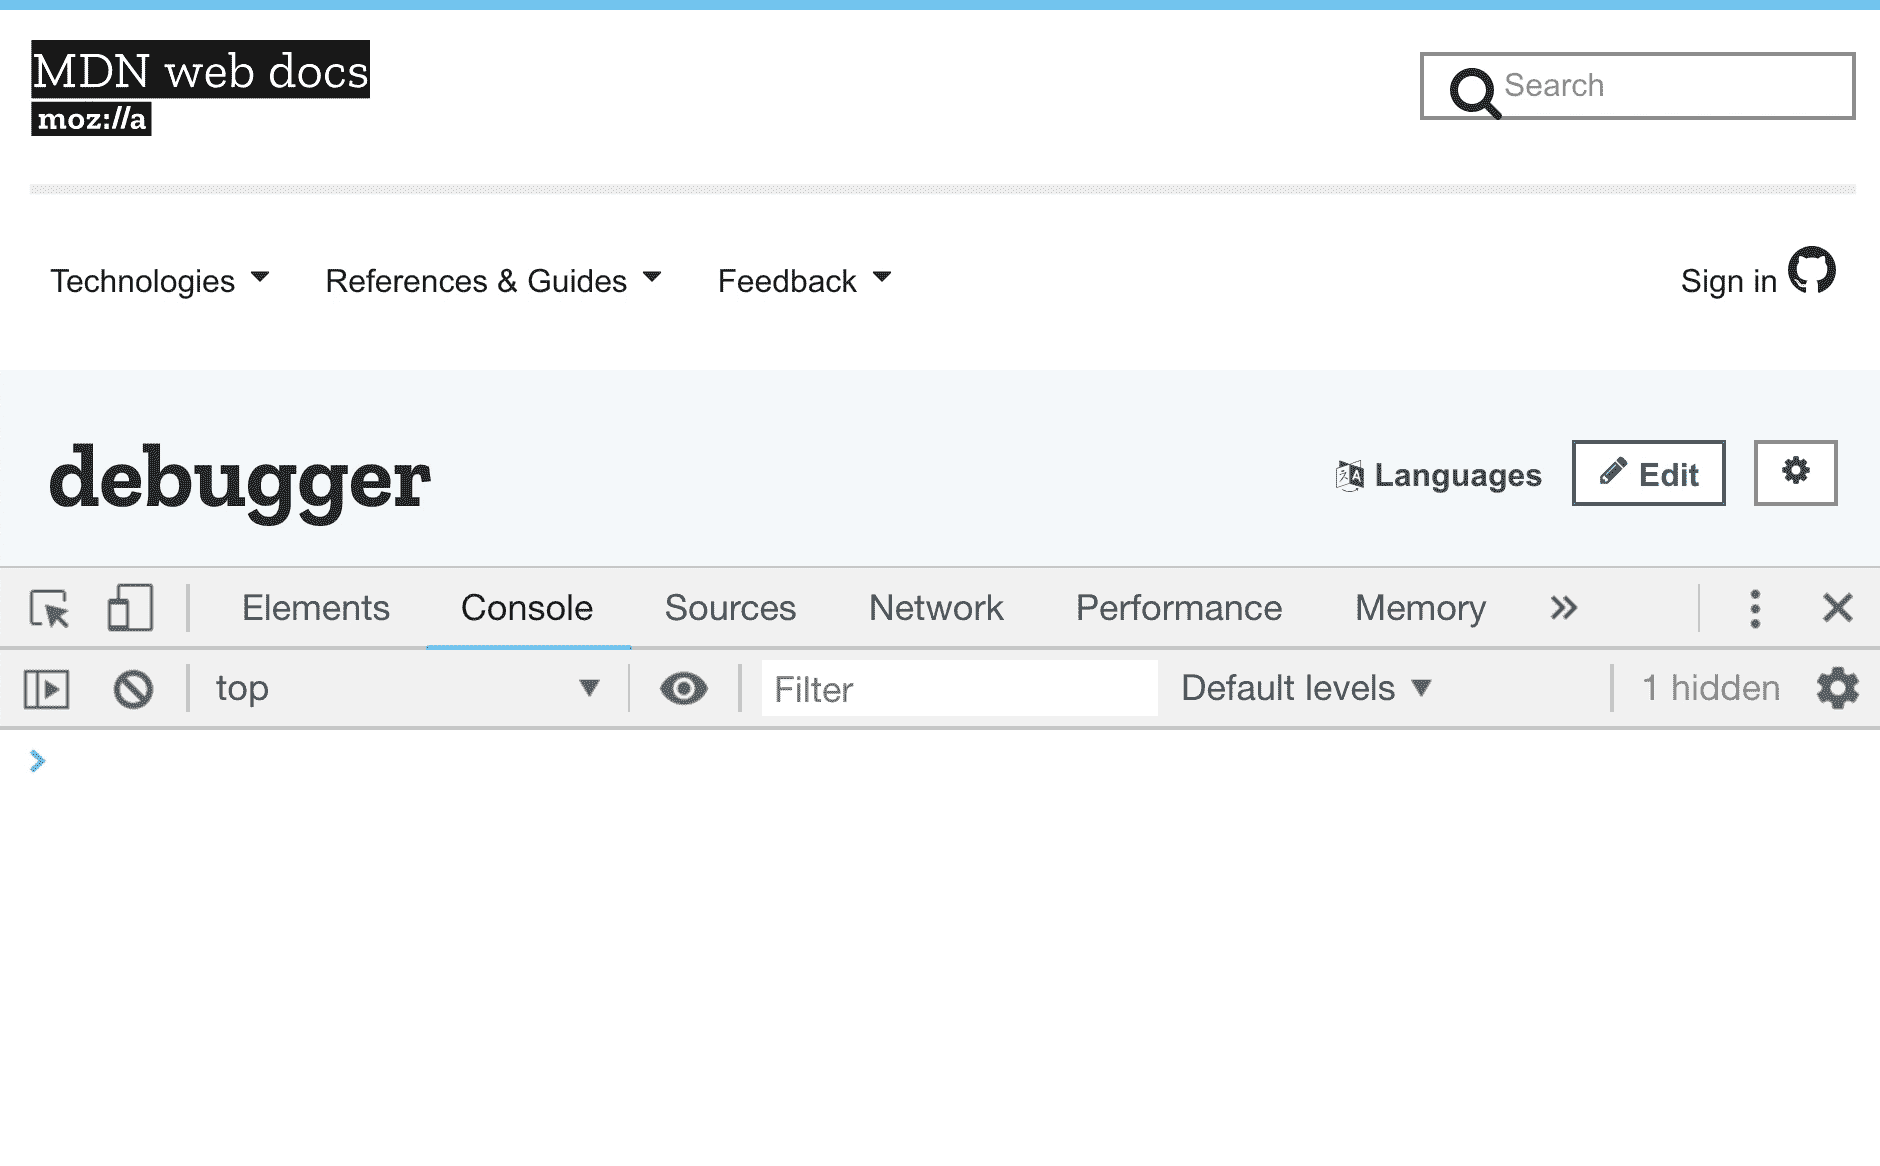 MDN web docs
moz://a
Search
Technologies References & Guides Feedback Sign in
debugger Languages Edit
Elements Console Sources Network Performance Memory
top Filter Default levels 1 hidden